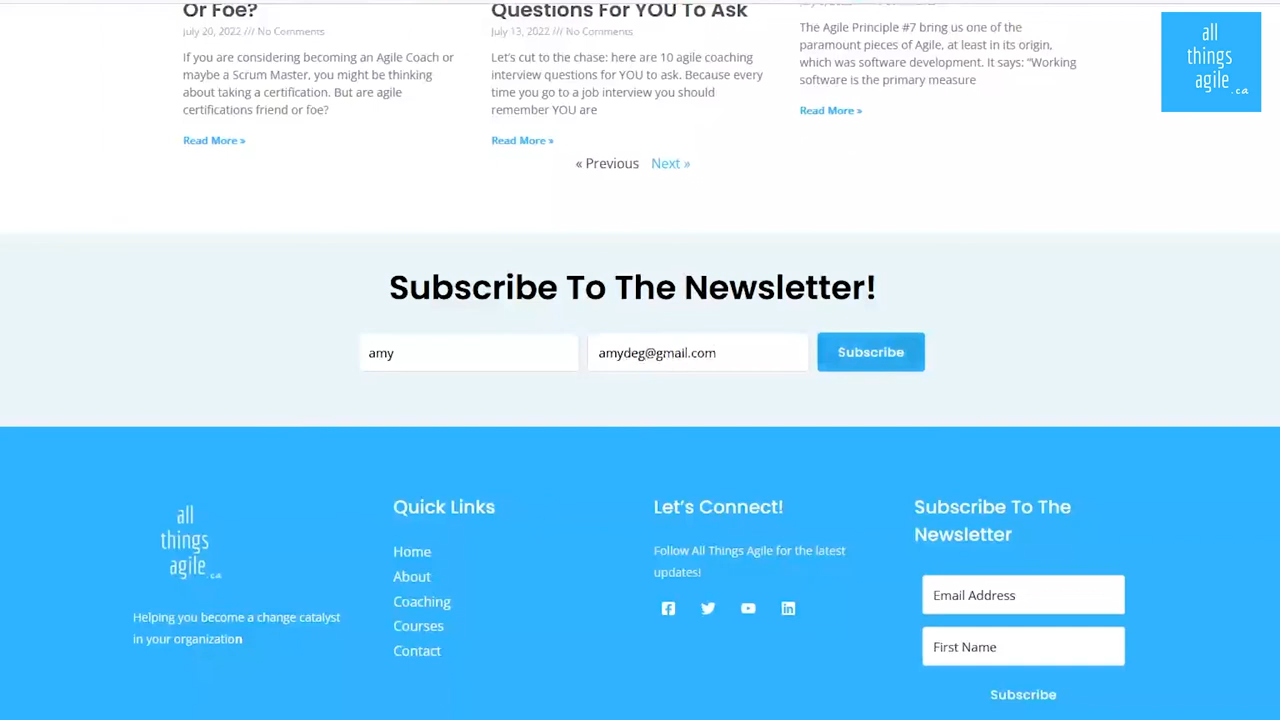 Or Foe?
July 20, 2022 /// No Comments
If you are considering becoming an Agile Coach or
maybe a Scrum Master, you might be thinking
about taking a certification. But are agile
certifications friend or foe?
Read More »
Questions For YOU To Ask
July 13, 2022 /// No Comments
Let's cut to the chase: here are 10 agile coaching
interview questions for YOU to ask. Because every
time you go to a job interview you should
remember YOU are
Read More »
The Agile Principle #7 bring us one of the
paramount pieces of Agile, at least in its origin,
which was software development. It says: “Working
software is the primary measure
Read More »
all
things
agile.ca
« Previous Next »
Subscribe To The Newsletter!
amy
amydeg@gmail.com
Subscribe
all
things
agile.ca
Helping you become a change catalyst
in your organization
Quick Links
Home
About
Coaching
Courses
Contact
Let's Connect!
Follow All Things Agile for the latest
updates!
Subscribe To The
Newsletter
Email Address
First Name
Subscribe